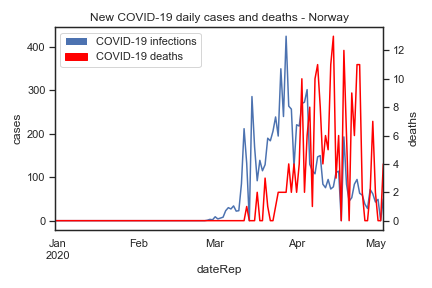 New COVID-19 daily cases and deaths - Norway
COVID-19 infections
COVID-19 deaths
400
300
200
100
0
cases
12
10
8
6
4
2
0
deaths
Jan
2020
Feb
Mar
Apr
May
dateRep